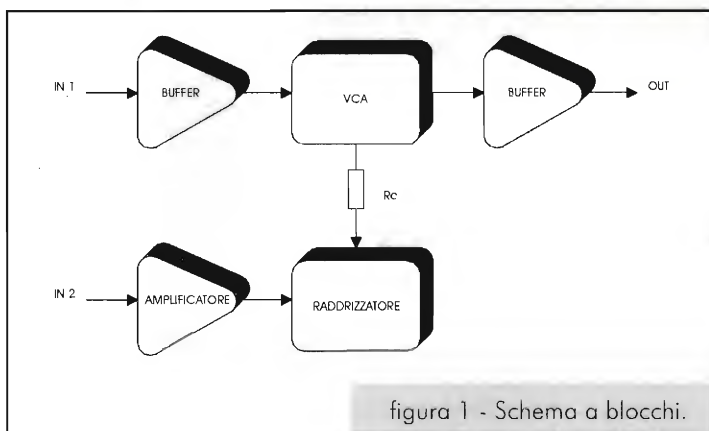 IN 1
BUFFER
VCA
BUFFER
OUT
Rc
IN 2
AMPLIFICATORE
RADDRIZZATORE
figura 1 - Schema a blocchi.